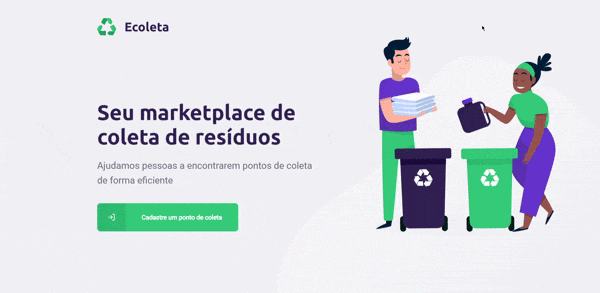 Ecoleta
Seu marketplace de
coleta de resíduos
Ajudamos pessoas a encontrarem pontos de coleta
de forma eficiente
Cadastre um ponto de coleta